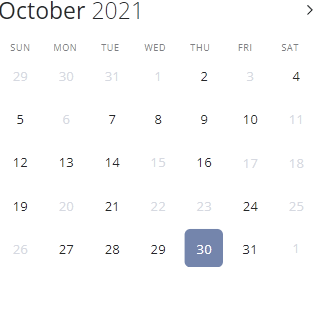 October 2021
SUN MON TUE WED THU FRI SAT
29 30 31 1 2 3 4
5 6 7 8 9 10 11
12 13 14 15 16 17 18
19 20 21 22 23 24 25
26 27 28 29 30 31 1